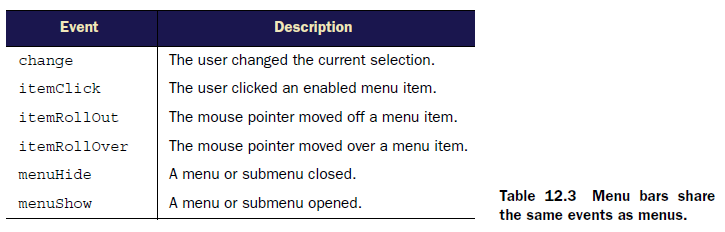 Event Description
change The user changed the current selection.
itemClick The user clicked an enabled menu item.
itemRollOut The mouse pointer moved off a menu item.
itemRollOver The mouse pointer moved over a menu item.
menuHide A menu or submenu closed.
menuShow A menu or submenu opened.
Table 12.3 Menu bars share
the same events as menus.